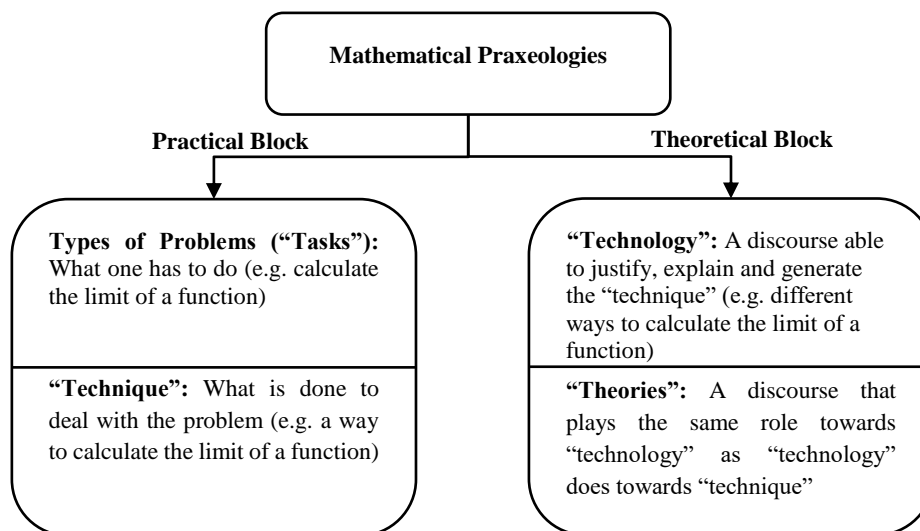 Mathematical Praxeologies
Practical Block
Theoretical Block
Types of Problems (“Tasks”):
What one has to do (e.g. calculate
the limit of a function)
“Technique”: What is done to
deal with the problem (e.g. a way
to calculate the limit of a function)
“Technology”: A discourse able
to justify, explain and generate
the “technique” (e.g. different
ways to calculate the limit of a
function)
“Theories”: A discourse that
plays the same role towards
“technology” as “technology”
does towards “technique”